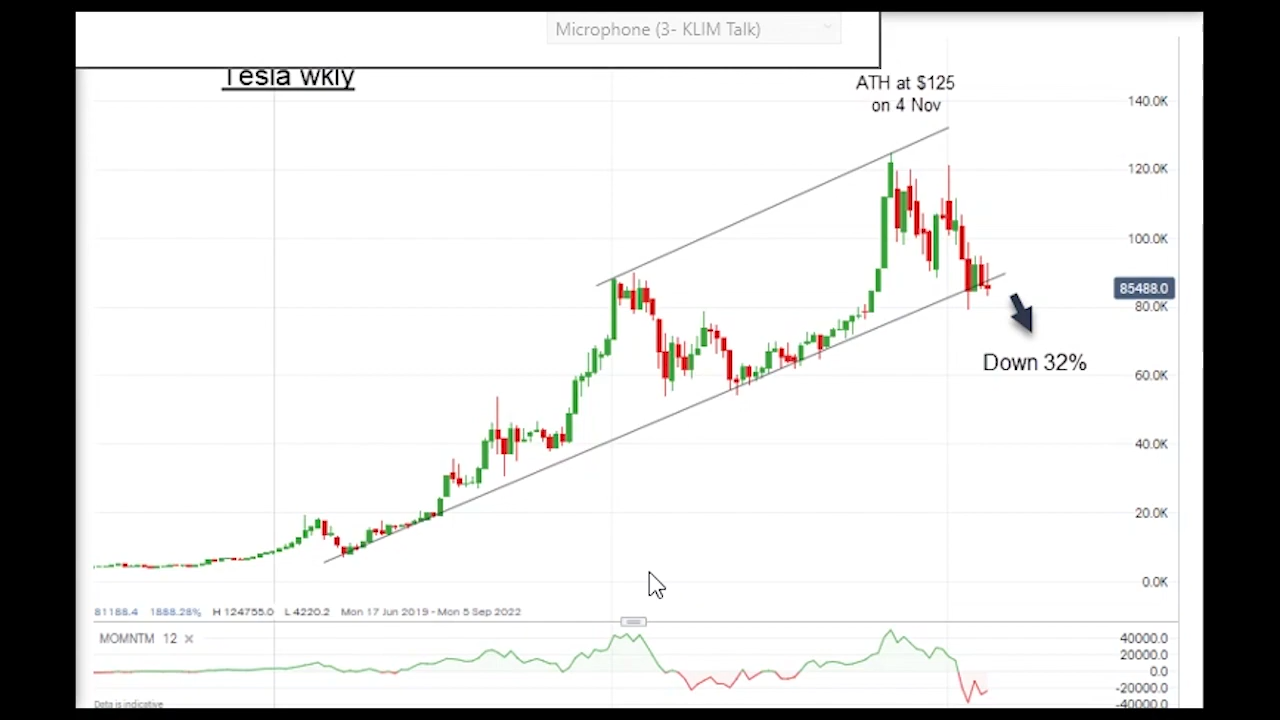 Microphone (3- KLIM Talk)
Tesla wkly
ATH at $125
on 4 Nov
140.0K
120.0K
100.0K
85488.0
80.0K
Down 32%
60.0K
40.0K
20.0K
0.0K
81188.4 1888.28% H 124755.0 L 4220.2 Mon 17 Jun 2019 - Mon 5 Sep 2022
MOMNTM 12 ×
40000.0
20000.0
0.0
-20000.0
-40000.0
Data is indicative